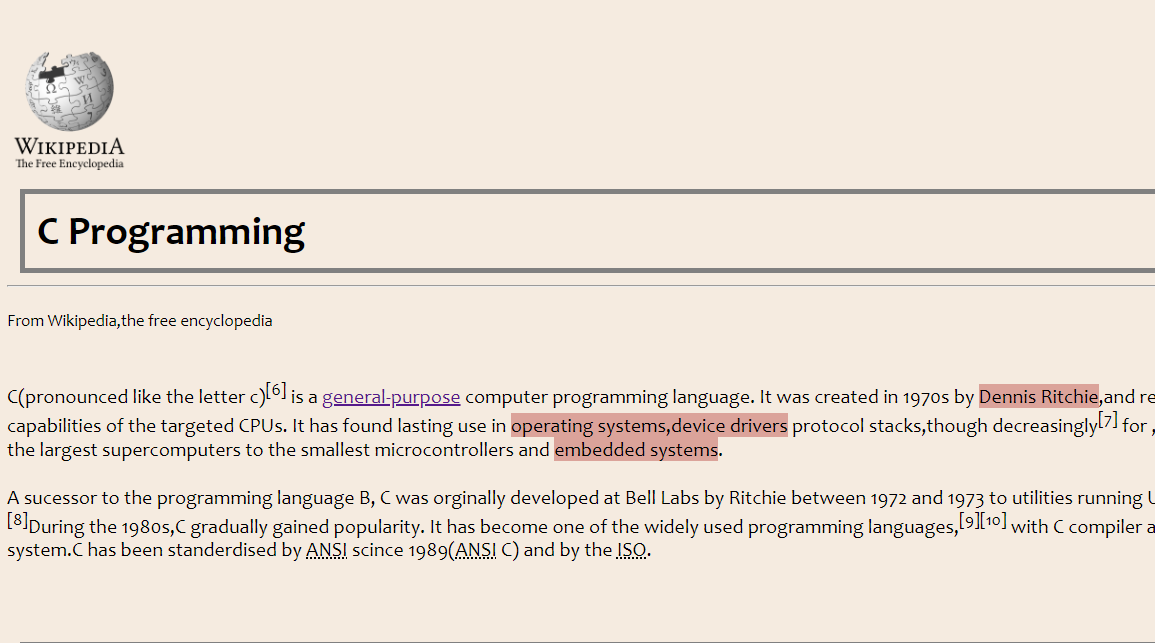 WIKIPEDIA
The Free Encyclopedia
C Programming
From Wikipedia,the free encyclopedia
C(pronounced like the letter c)[6] is a general-purpose computer programming language. It was created in 1970s by Dennis Ritchie,and re
capabilities of the targeted CPUs. It has found lasting use in operating systems,device drivers protocol stacks,though decreasingly[7] for ,
the largest supercomputers to the smallest microcontrollers and embedded systems.
A sucessor to the programming language B, C was orginally developed at Bell Labs by Ritchie between 1972 and 1973 to utilities running U
[8]During the 1980s,C gradually gained popularity. It has become one of the widely used programming languages,[9][10] with C compiler a
system.C has been standerdised by ANSI scince 1989(ANSI C) and by the ISO.